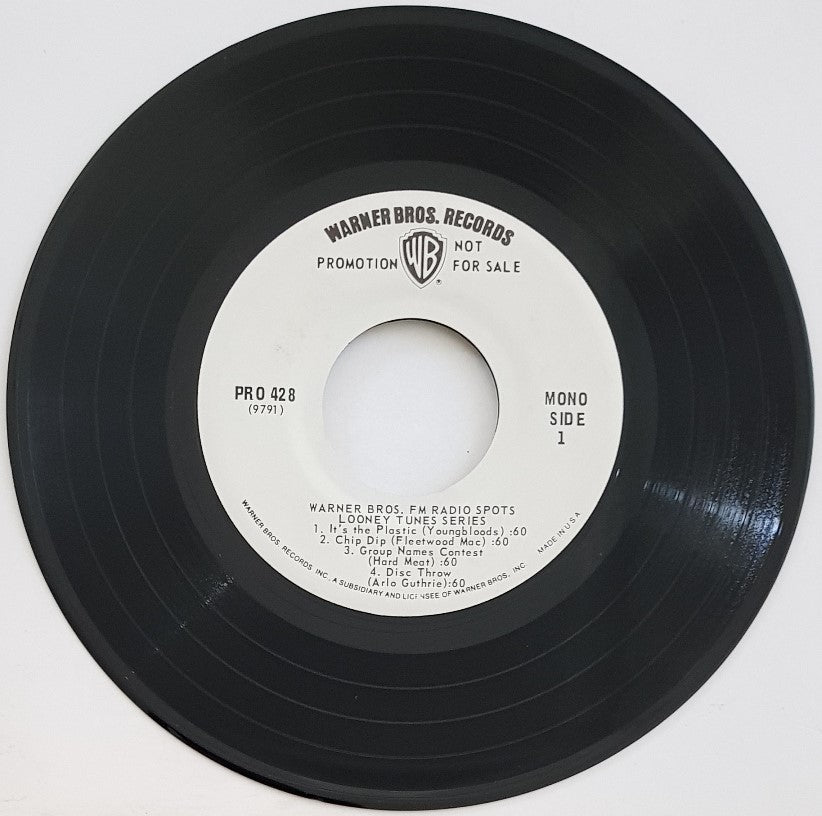 WARNER BROS. RECORDS
PROMOTION WB NOT
FOR SALE
®
PRO 428
(9791)
MONO
SIDE
1
WARNER BROS. FM RADIO SPOTS
LOONEY TUNES SERIES
1. It's the Plastic (Youngbloods) :60
2. Chip Dip (Fleetwood Mac) :60
3. Group Names Contest
(Hard Meat) :60
4. Disc Throw
(Arlo Guthrie):60
WARNER BROS. RECORDS INC. A SUBSIDIARY AND LICENSEE OF WARNER BROS. INC. MADE IN U.S.A.